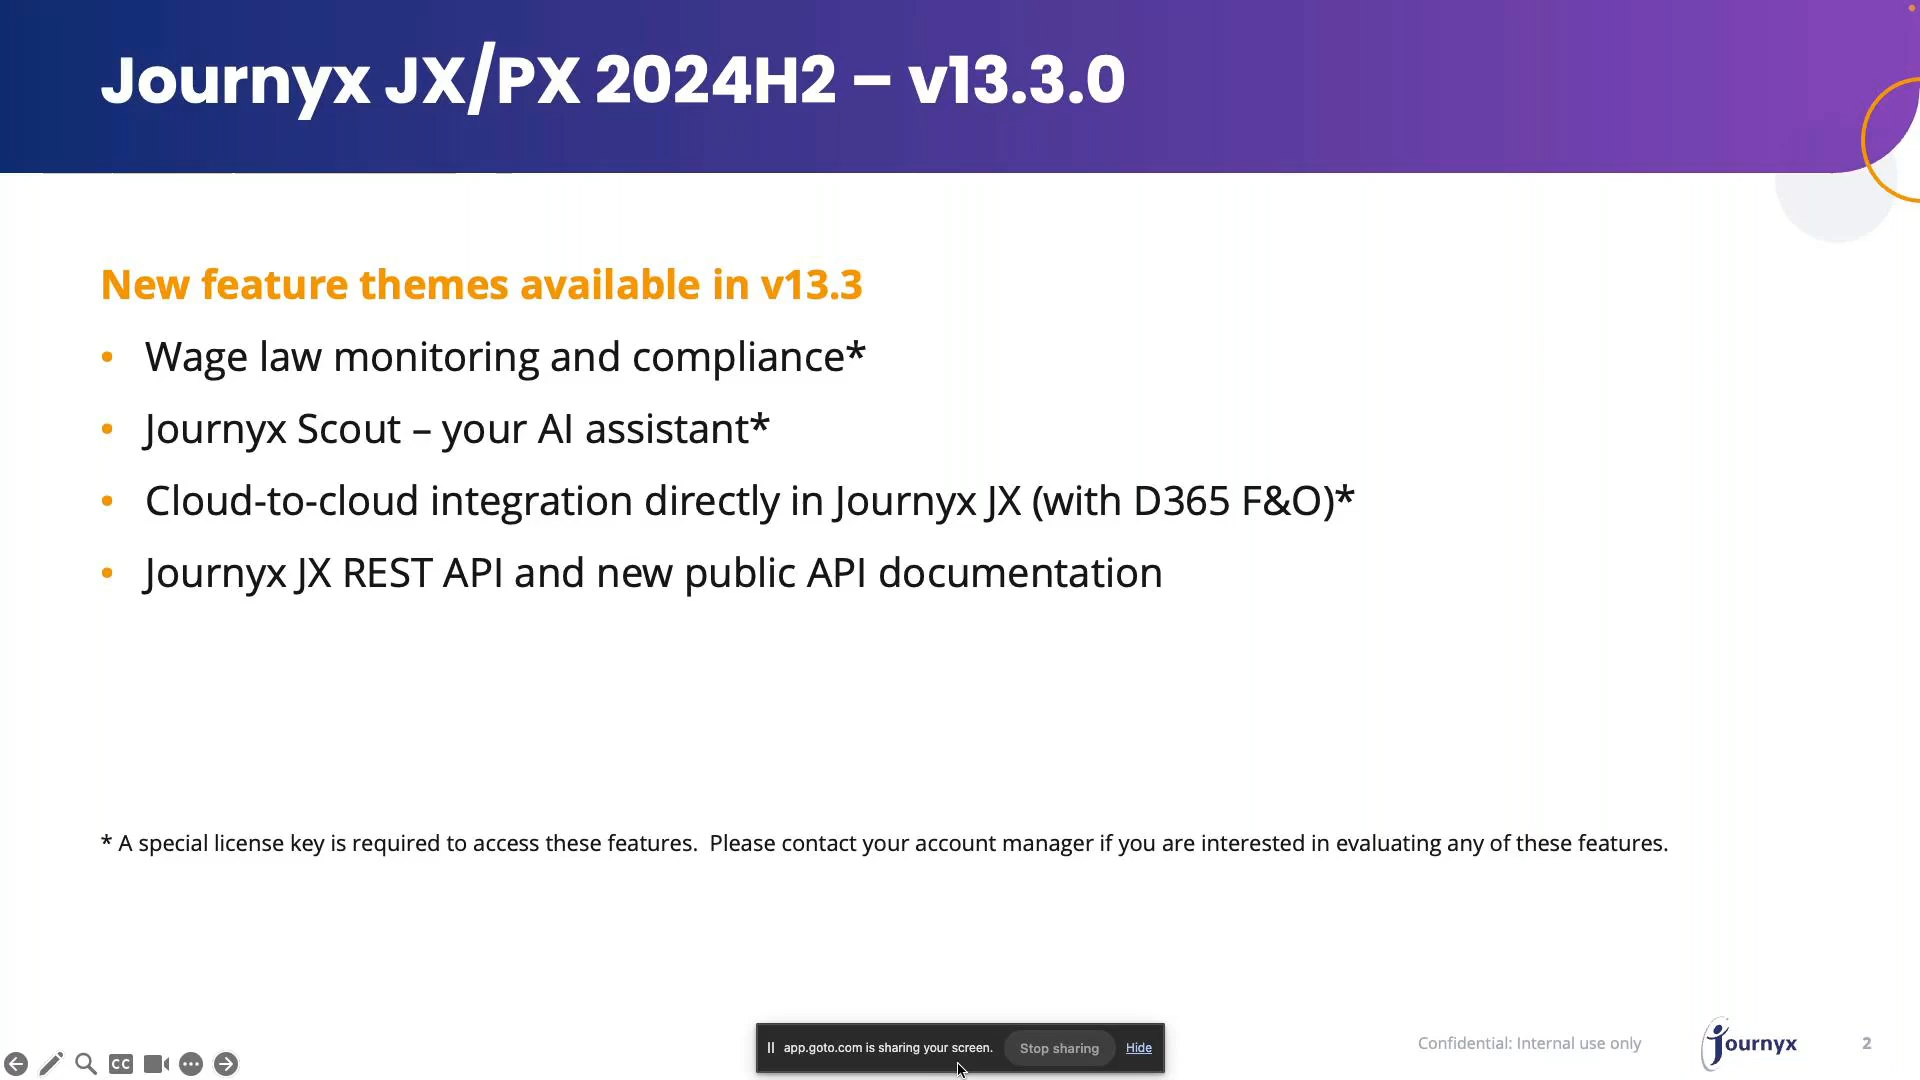 Journyx JX/PX 2024H2 – v13.3.0
New feature themes available in v13.3
• Wage law monitoring and compliance*
• Journyx Scout – your AI assistant*
• Cloud-to-cloud integration directly in Journyx JX (with D365 F&O)*
• Journyx JX REST API and new public API documentation
* A special license key is required to access these features.  Please contact your account manager if you are interested in evaluating any of these features.
app.goto.com is sharing your screen. Stop sharing Hide
Confidential: Internal use only
journyx
2
CC